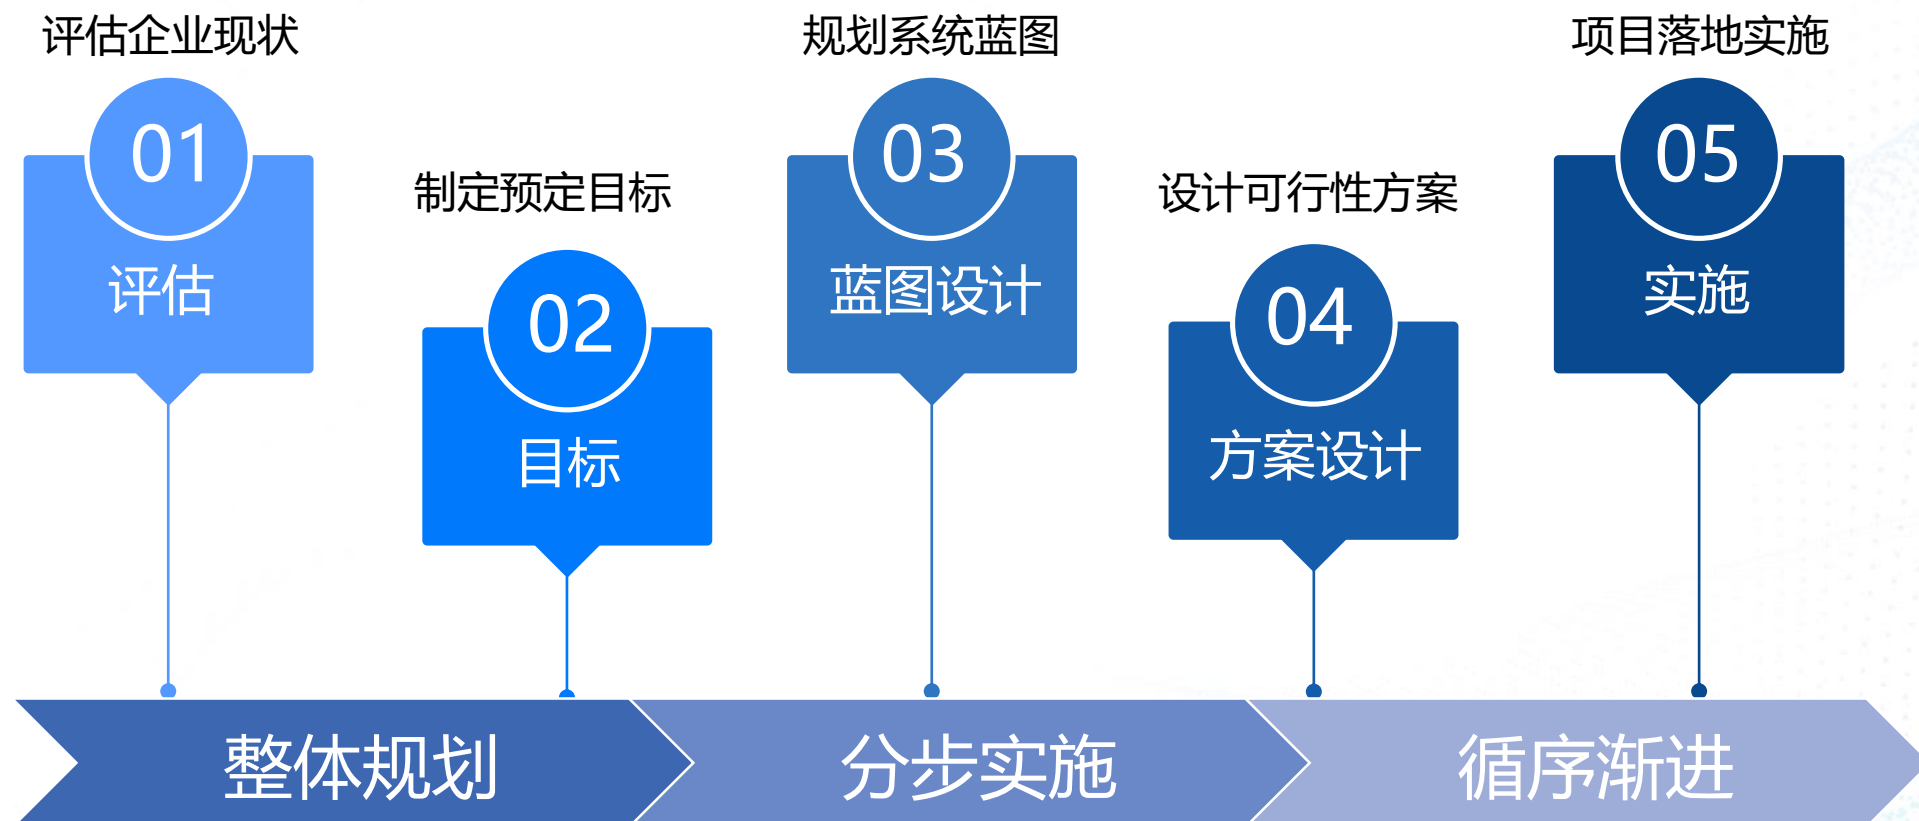 评估企业现状
01
评估
制定预定目标
02
目标
规划系统蓝图
03
蓝图设计
设计可行性方案
04
方案设计
项目落地实施
05
实施
整体规划
分步实施
循序渐进